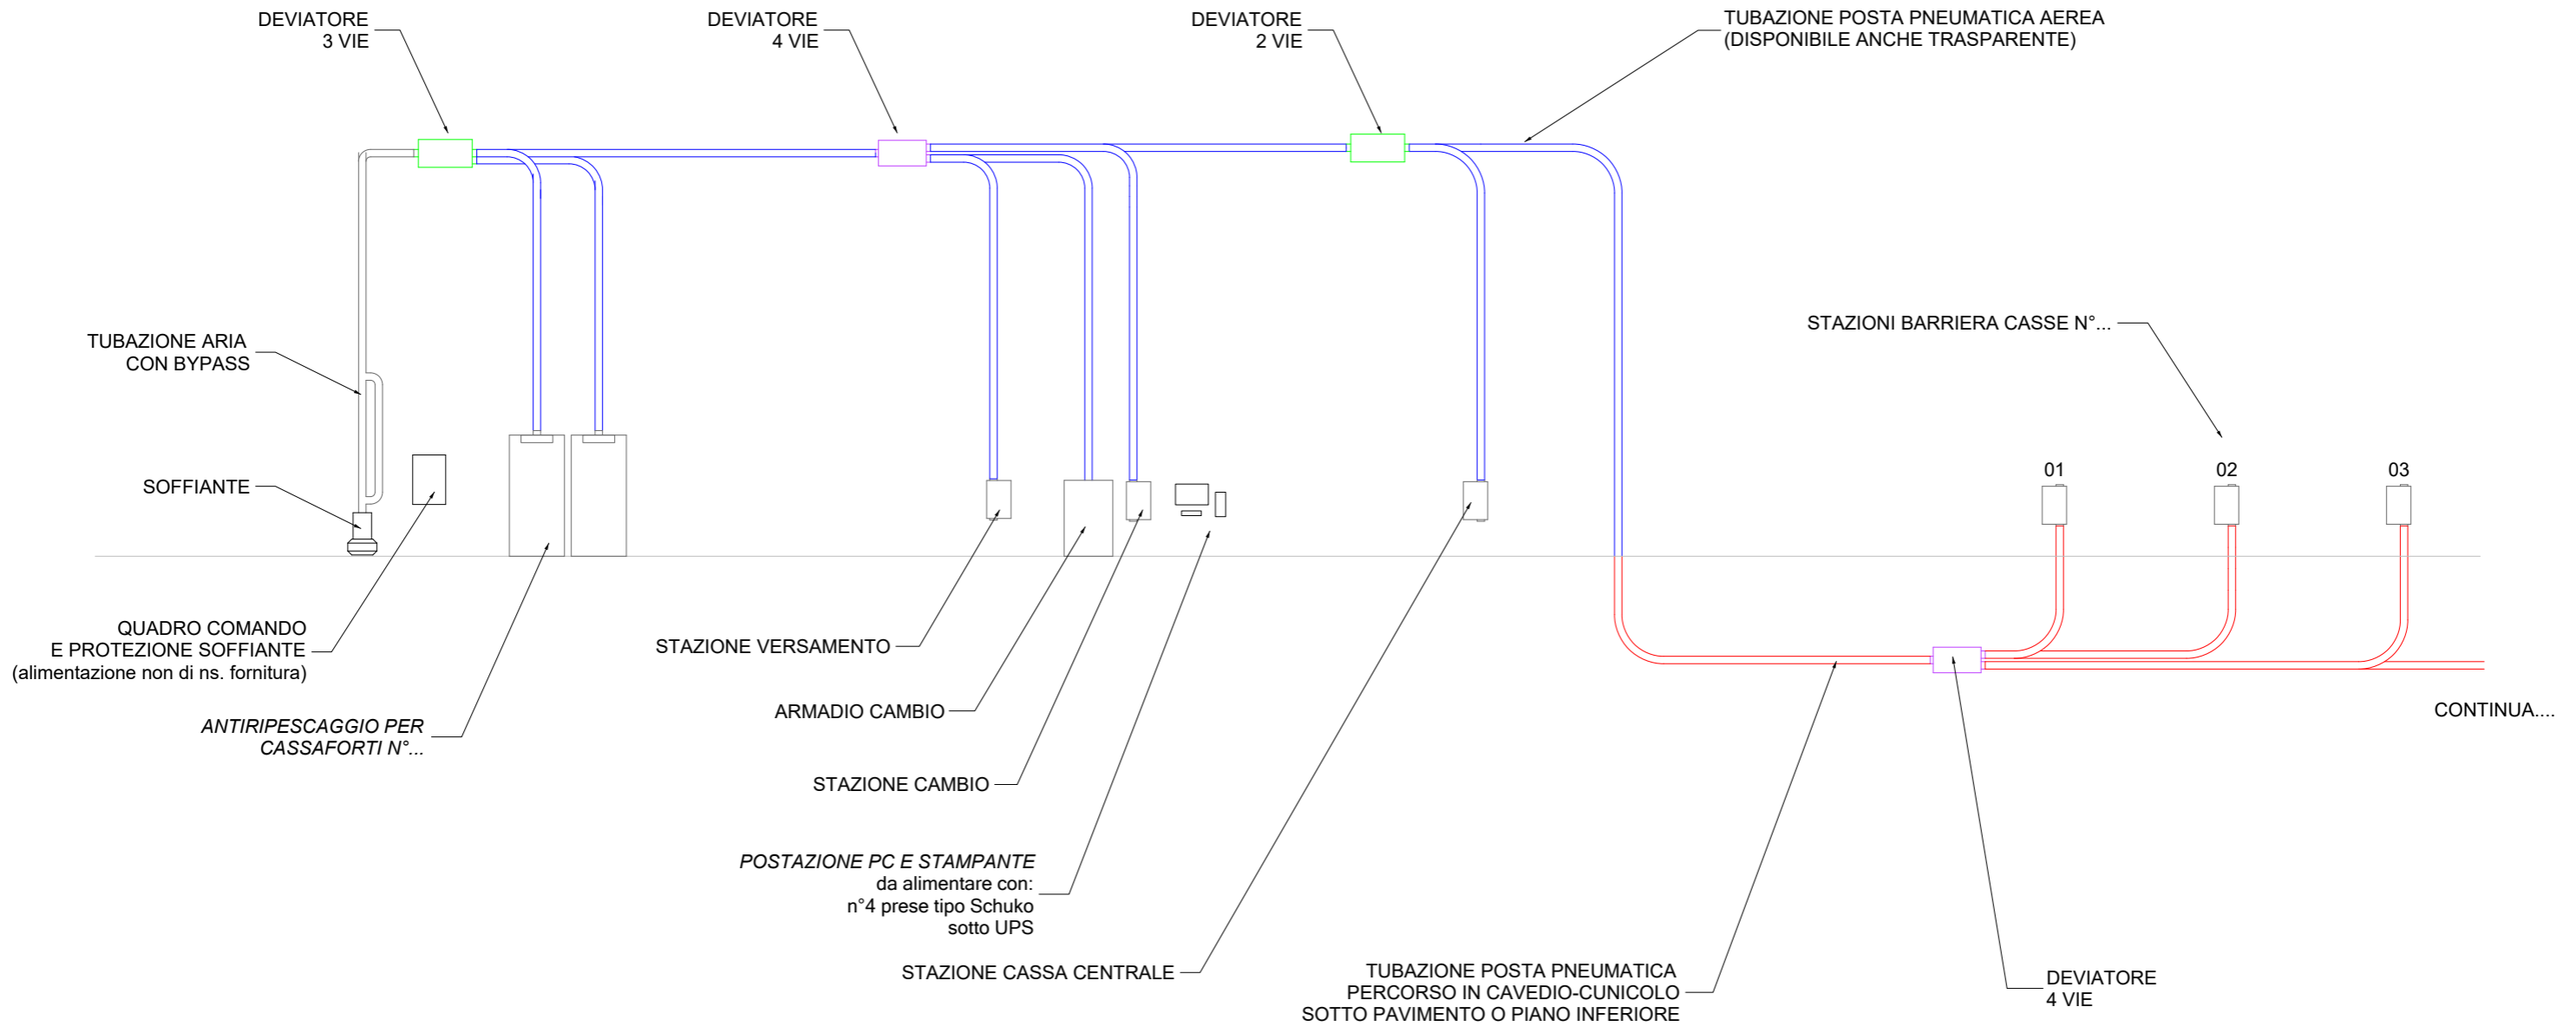 DEVIATORE
3 VIE
DEVIATORE
4 VIE
DEVIATORE
2 VIE
TUBAZIONE POSTA PNEUMATICA AEREA
(DISPONIBILE ANCHE TRASPARENTE)
TUBAZIONE ARIA
CON BYPASS
STAZIONI BARRIERA CASSE N°...
SOFFIANTE
01
02
03
QUADRO COMANDO
E PROTEZIONE SOFFIANTE
(alimentazione non di ns. fornitura)
STAZIONE VERSAMENTO
ANTIRIPESCAGGIO PER
CASSAFORTI N°...
ARMADIO CAMBIO
CONTINUA....
STAZIONE CAMBIO
POSTAZIONE PC E STAMPANTE
da alimentare con:
n°4 prese tipo Schuko
sotto UPS
STAZIONE CASSA CENTRALE
TUBAZIONE POSTA PNEUMATICA
PERCORSO IN CAVEDIO-CUNICOLO
SOTTO PAVIMENTO O PIANO INFERIORE
DEVIATORE
4 VIE